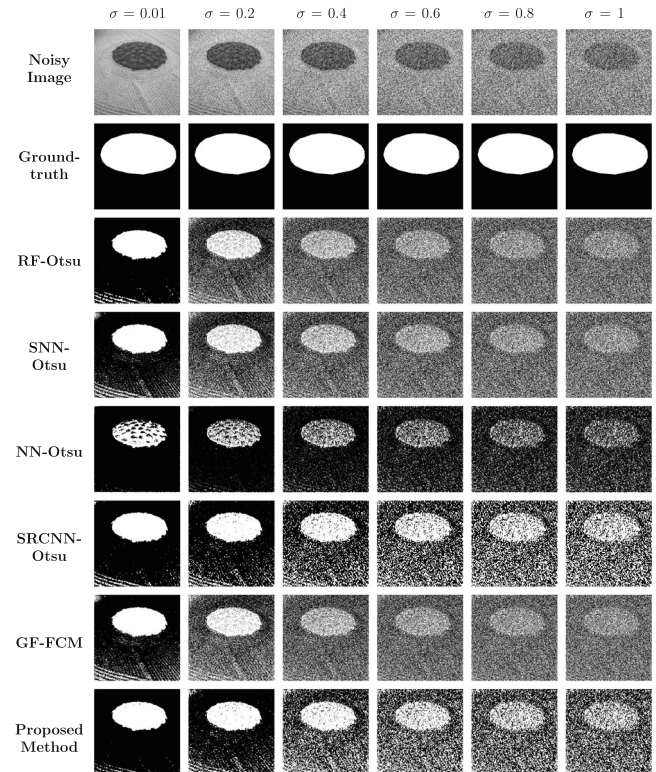 σ = 0.01 σ = 0.2 σ = 0.4 σ = 0.6 σ = 0.8 σ = 1
Noisy
Image
Ground-
truth
RF-Otsu
SNN-
Otsu
NN-Otsu
SRCNN-
Otsu
GF-FCM
Proposed
Method